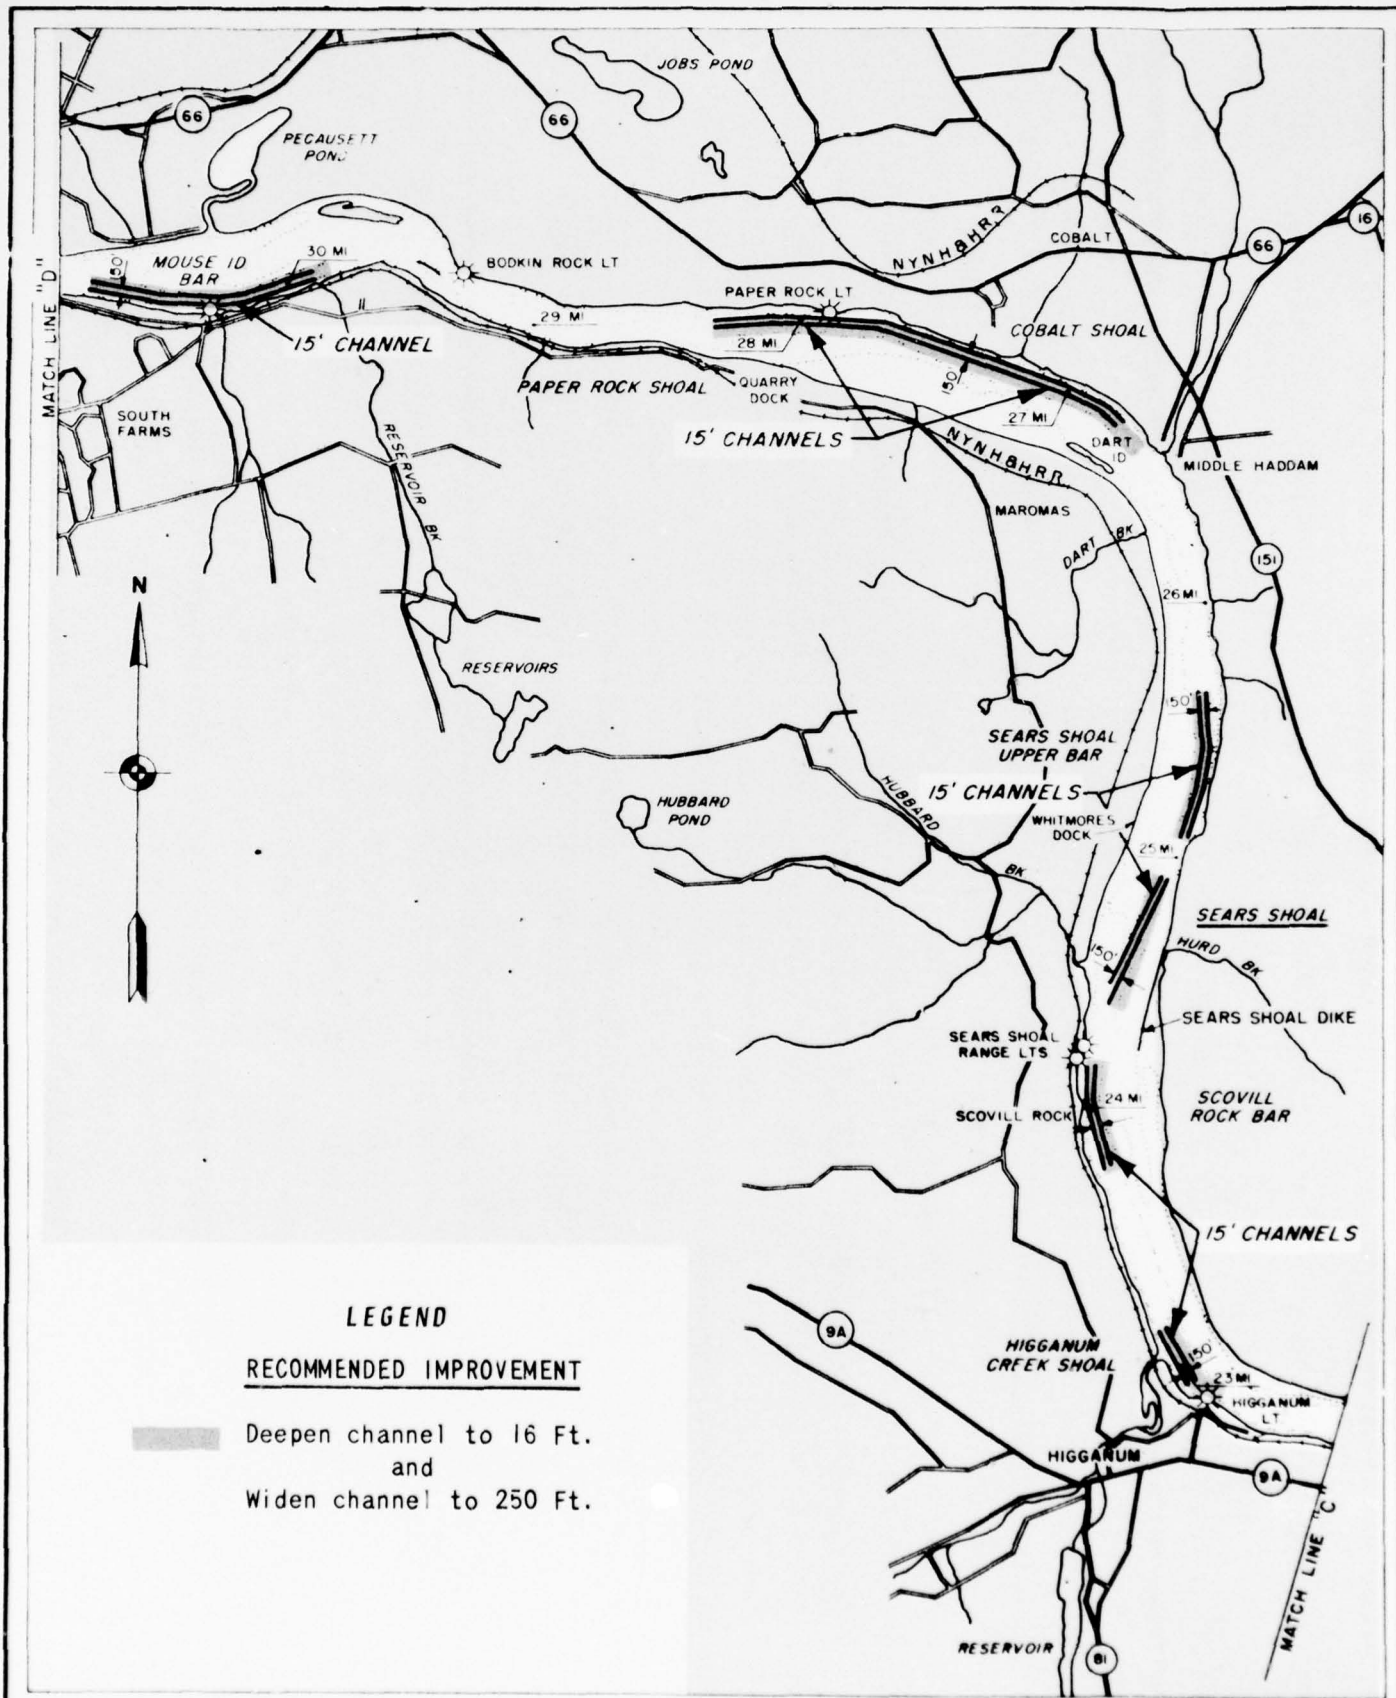 JOBS POND
66
66
PECAUSETT
POND
16
COBALT
66
NYNH&HRR
MATCH LINE "D"
150'
MOUSE ID
BAR
30 MI
BODKIN ROCK LT
PAPER ROCK LT
29 MI
15' CHANNEL
28 MI
COBALT SHOAL
PAPER ROCK SHOAL
QUARRY
DOCK
150
27 MI
SOUTH
FARMS
15' CHANNELS
NYNH&HRR
DART
ID
MIDDLE HADDAM
RESERVOIR BK
MAROMAS
DART BK
151
N
26 MI
RESERVOIRS
150'
SEARS SHOAL
UPPER BAR
15' CHANNELS
HUBBARD
POND
HUBBARD BK
WHITMORES
DOCK
25 MI
SEARS SHOAL
150'
HURD BK
SEARS SHOAL DIKE
SEARS SHOAL
RANGE LTS
24 MI
SCOVILL ROCK
SCOVILL
ROCK BAR
15' CHANNELS
LEGEND
RECOMMENDED IMPROVEMENT
Deepen channel to 16 Ft.
and
Widen channel to 250 Ft.
9A
HIGGANUM
CREEK SHOAL
150'
23 MI
HIGGANUM
LT
HIGGANUM
9A
MATCH LINE "C"
RESERVOIR
81